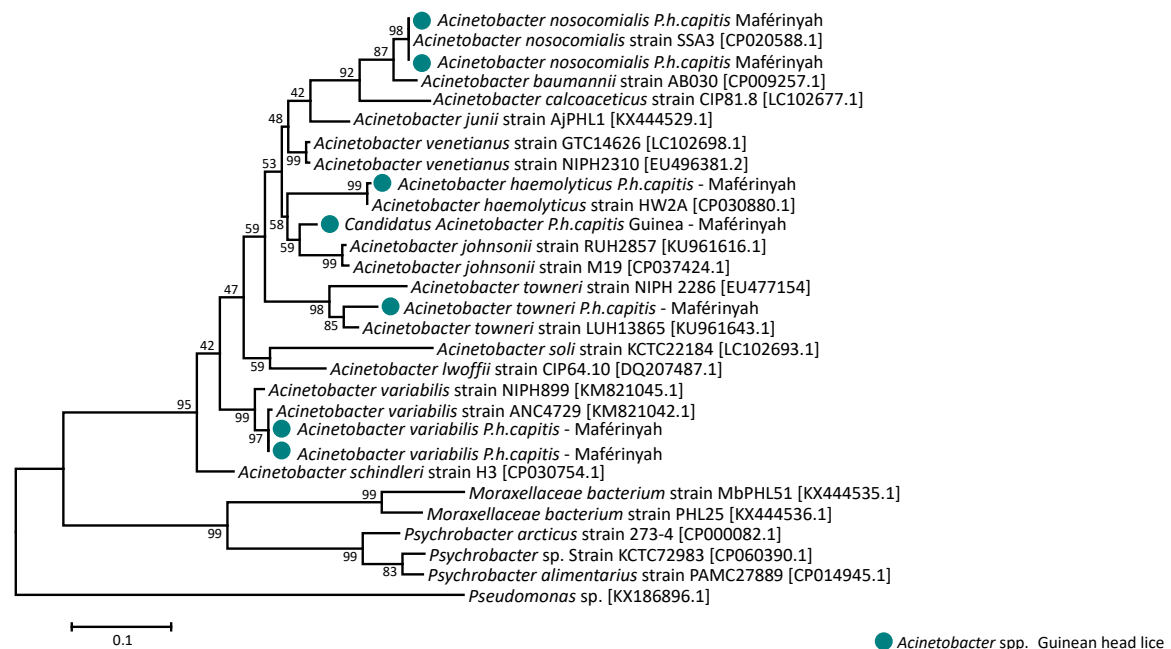 Acinetobacter nosocomialis P.h.capitis Maférinyah
98
Acinetobacter nosocomialis strain SSA3 [CP020588.1]
87
Acinetobacter nosocomialis P.h.capitis Maférinyah
92
Acinetobacter baumannii strain AB030 [CP009257.1]
42
Acinetobacter calcoaceticus strain CIP81.8 [LC102677.1]
48
Acinetobacter junii strain AjPHL1 [KX444529.1]
Acinetobacter venetianus strain GTC14626 [LC102698.1]
99
Acinetobacter venetianus strain NIPH2310 [EU496381.2]
53
99
Acinetobacter haemolyticus P.h.capitis - Maférinyah
Acinetobacter haemolyticus strain HW2A [CP030880.1]
58
Candidatus Acinetobacter P.h.capitis Guinea - Maférinyah
59
59
Acinetobacter johnsonii strain RUH2857 [KU961616.1]
99
Acinetobacter johnsonii strain M19 [CP037424.1]
47
Acinetobacter towneri strain NIPH 2286 [EU477154]
98
Acinetobacter towneri P.h.capitis - Maférinyah
85
Acinetobacter towneri strain LUH13865 [KU961643.1]
42
Acinetobacter soli strain KCTC22184 [LC102693.1]
59
Acinetobacter lwoffii strain CIP64.10 [DQ207487.1]
Acinetobacter variabilis strain NIPH899 [KM821045.1]
95
99
Acinetobacter variabilis strain ANC4729 [KM821042.1]
97
Acinetobacter variabilis P.h.capitis - Maférinyah
Acinetobacter variabilis P.h.capitis - Maférinyah
Acinetobacter schindleri strain H3 [CP030754.1]
99
Moraxellaceae bacterium strain MbPHL51 [KX444535.1]
Moraxellaceae bacterium strain PHL25 [KX444536.1]
99
Psychrobacter arcticus strain 273-4 [CP000082.1]
99
Psychrobacter sp. Strain KCTC72983 [CP060390.1]
83
Psychrobacter alimentarius strain PAMC27889 [CP014945.1]
Pseudomonas sp. [KX186896.1]
0.1
Acinetobacter spp. Guinean head lice